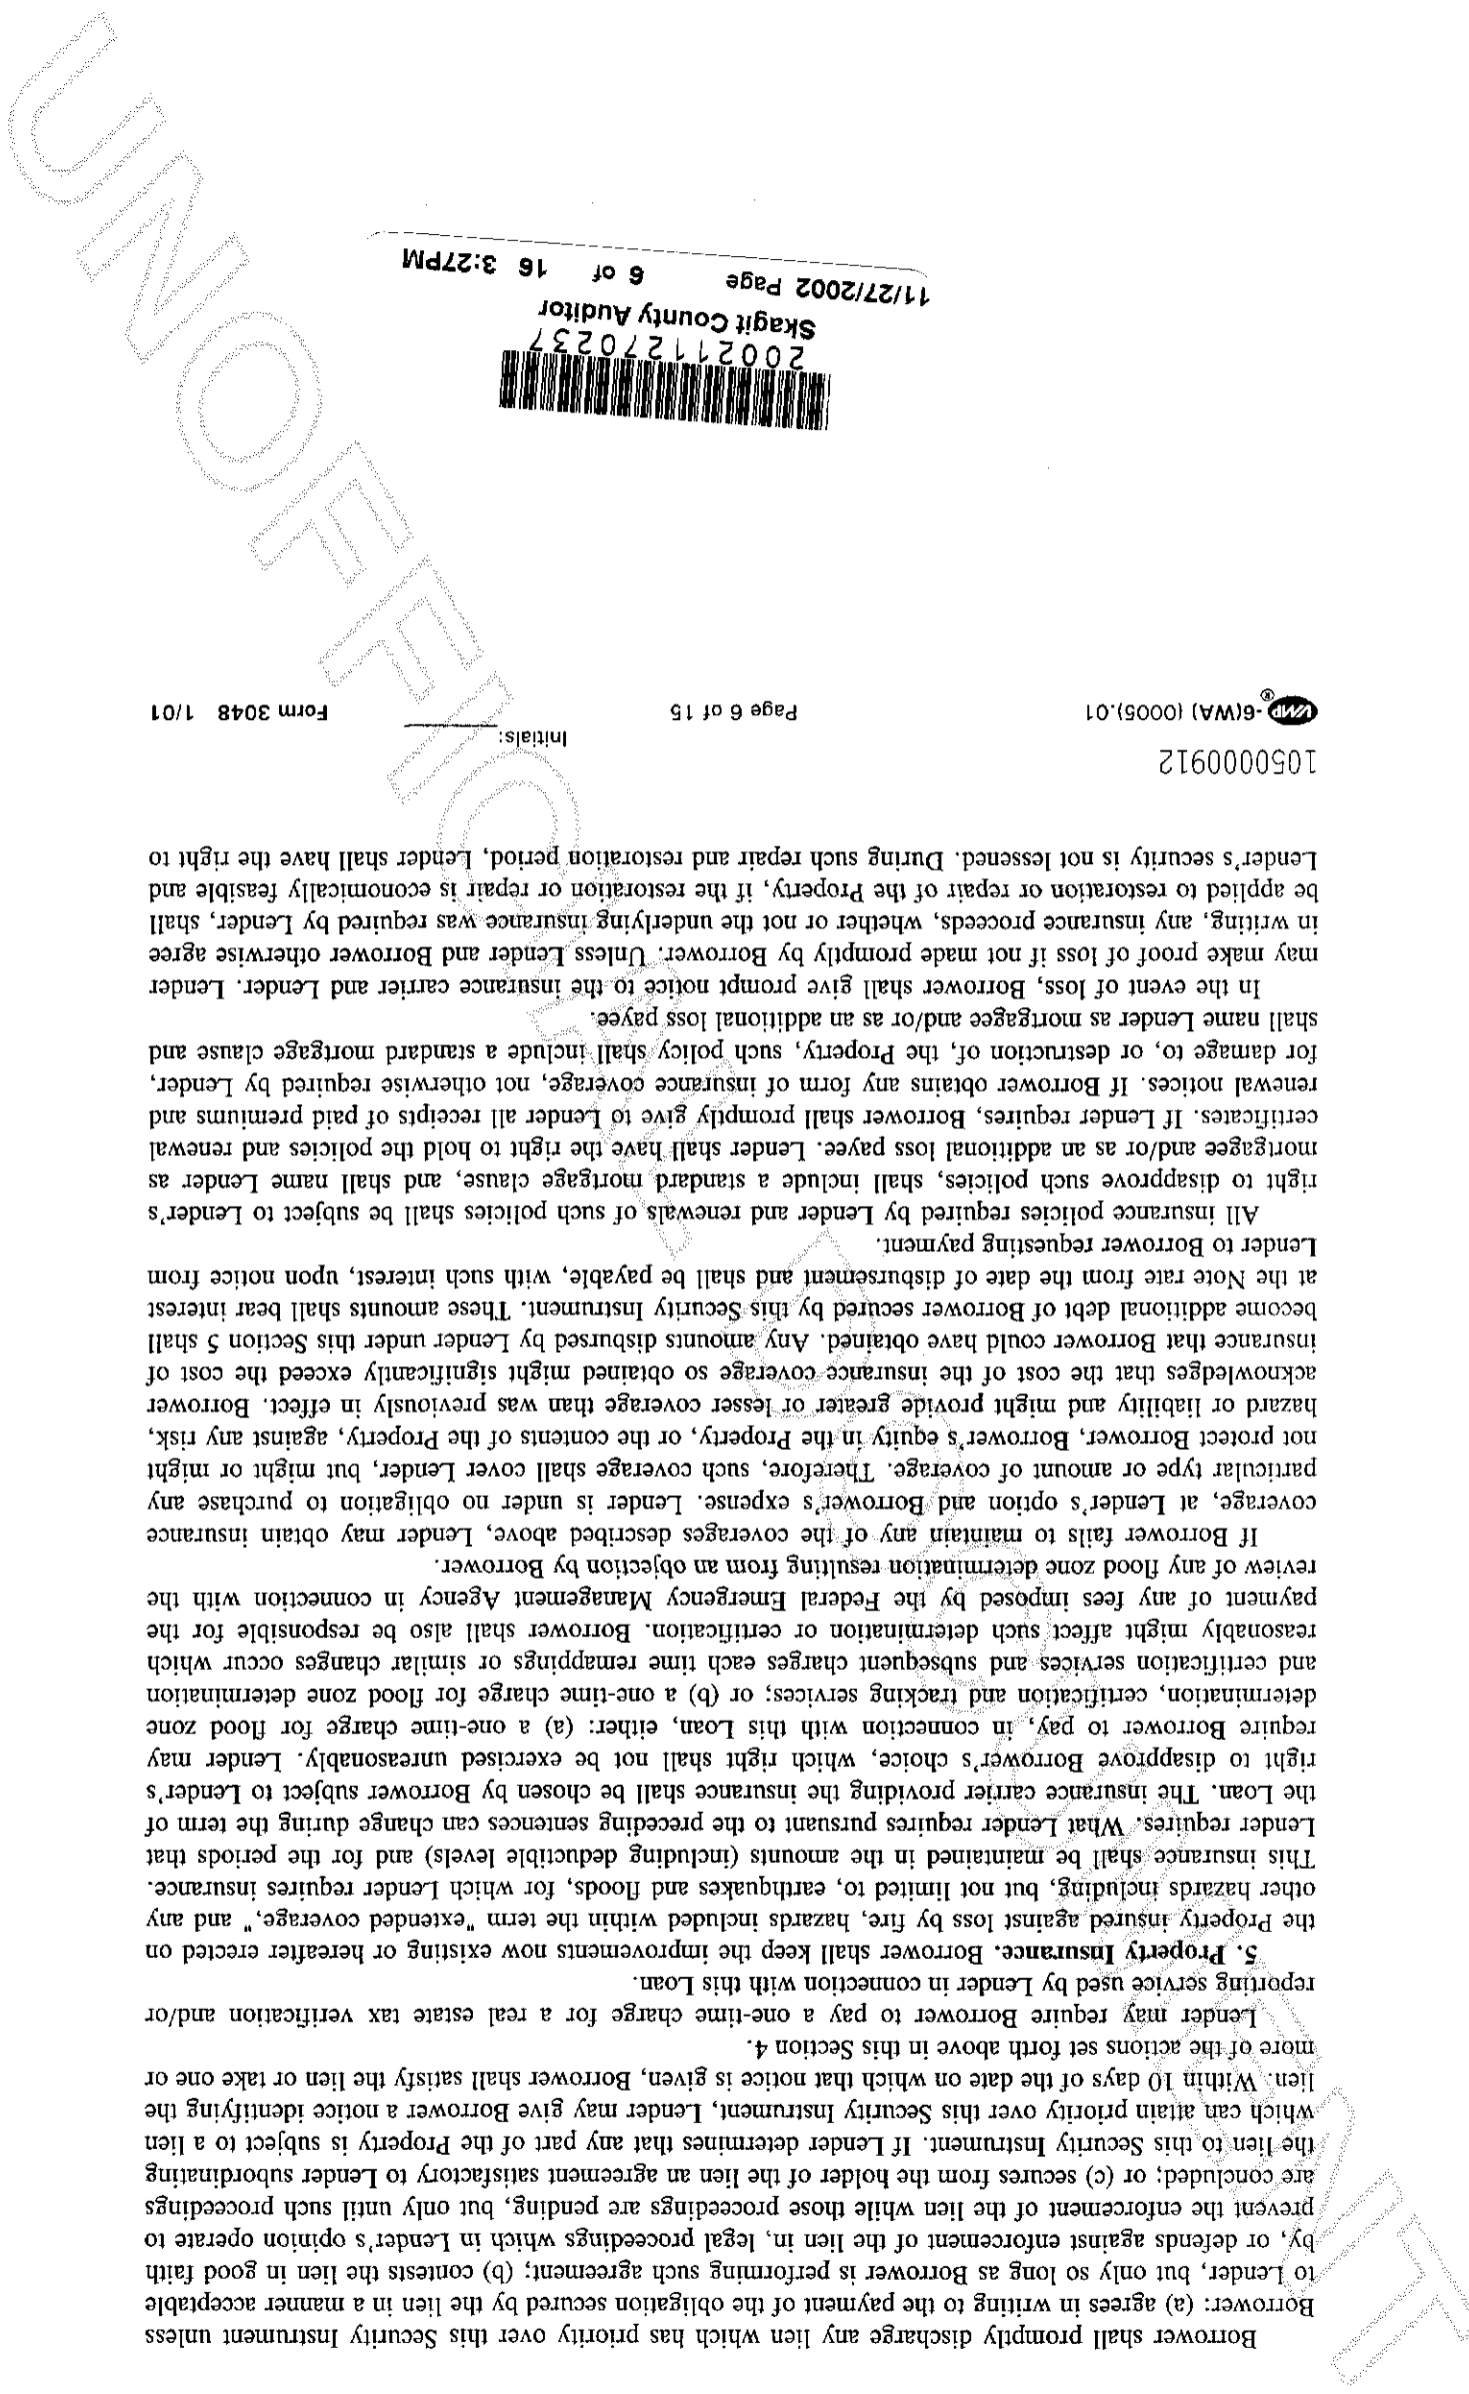 Borrower shall promptly discharge any lien which has priority over this Security Instrument unless
Borrower: (a) agrees in writing to the payment of the obligation secured by the lien in a manner acceptable
to Lender, but only so long as Borrower is performing such agreement; (b) contests the lien in good faith
by, or defends against enforcement of the lien in, legal proceedings which in Lender's opinion operate to
prevent the enforcement of the lien while those proceedings are pending, but only until such proceedings
are concluded; or (c) secures from the holder of the lien an agreement satisfactory to Lender subordinating
the lien to this Security Instrument. If Lender determines that any part of the Property is subject to a lien
which can attain priority over this Security Instrument, Lender may give Borrower a notice identifying the
lien. Within 10 days of the date on which that notice is given, Borrower shall satisfy the lien or take one or
more of the actions set forth above in this Section 4.
Lender may require Borrower to pay a one-time charge for a real estate tax verification and/or
reporting service used by Lender in connection with this Loan.
5. Property Insurance. Borrower shall keep the improvements now existing or hereafter erected on
the Property insured against loss by fire, hazards included within the term "extended coverage," and any
other hazards including, but not limited to, earthquakes and floods, for which Lender requires insurance.
This insurance shall be maintained in the amounts (including deductible levels) and for the periods that
Lender requires. What Lender requires pursuant to the preceding sentences can change during the term of
the Loan. The insurance carrier providing the insurance shall be chosen by Borrower subject to Lender's
right to disapprove Borrower's choice, which right shall not be exercised unreasonably. Lender may
require Borrower to pay, in connection with this Loan, either: (a) a one-time charge for flood zone
determination, certification and tracking services; or (b) a one-time charge for flood zone determination
and certification services and subsequent charges each time remappings or similar changes occur which
reasonably might affect such determination or certification. Borrower shall also be responsible for the
payment of any fees imposed by the Federal Emergency Management Agency in connection with the
review of any flood zone determination resulting from an objection by Borrower.
If Borrower fails to maintain any of the coverages described above, Lender may obtain insurance
coverage, at Lender's option and Borrower's expense. Lender is under no obligation to purchase any
particular type or amount of coverage. Therefore, such coverage shall cover Lender, but might or might
not protect Borrower, Borrower's equity in the Property, or the contents of the Property, against any risk,
hazard or liability and might provide greater or lesser coverage than was previously in effect. Borrower
acknowledges that the cost of the insurance coverage so obtained might significantly exceed the cost of
insurance that Borrower could have obtained. Any amounts disbursed by Lender under this Section 5 shall
become additional debt of Borrower secured by this Security Instrument. These amounts shall bear interest
at the Note rate from the date of disbursement and shall be payable, with such interest, upon notice from
Lender to Borrower requesting payment.
All insurance policies required by Lender and renewals of such policies shall be subject to Lender's
right to disapprove such policies, shall include a standard mortgage clause, and shall name Lender as
mortgagee and/or as an additional loss payee. Lender shall have the right to hold the policies and renewal
certificates. If Lender requires, Borrower shall promptly give to Lender all receipts of paid premiums and
renewal notices. If Borrower obtains any form of insurance coverage, not otherwise required by Lender,
for damage to, or destruction of, the Property, such policy shall include a standard mortgage clause and
shall name Lender as mortgagee and/or as an additional loss payee.
In the event of loss, Borrower shall give prompt notice to the insurance carrier and Lender. Lender
may make proof of loss if not made promptly by Borrower. Unless Lender and Borrower otherwise agree
in writing, any insurance proceeds, whether or not the underlying insurance was required by Lender, shall
be applied to restoration or repair of the Property, if the restoration or repair is economically feasible and
Lender's security is not lessened. During such repair and restoration period, Lender shall have the right to
1050000912
Initials:
VMP® -6(WA) (0005).01 Page 6 of 15 Form 3048 1/01
200211270237
Skagit County Auditor
11/27/2002 Page 6 of 16 3:27PM
UNOFFICIAL DOCUMENT